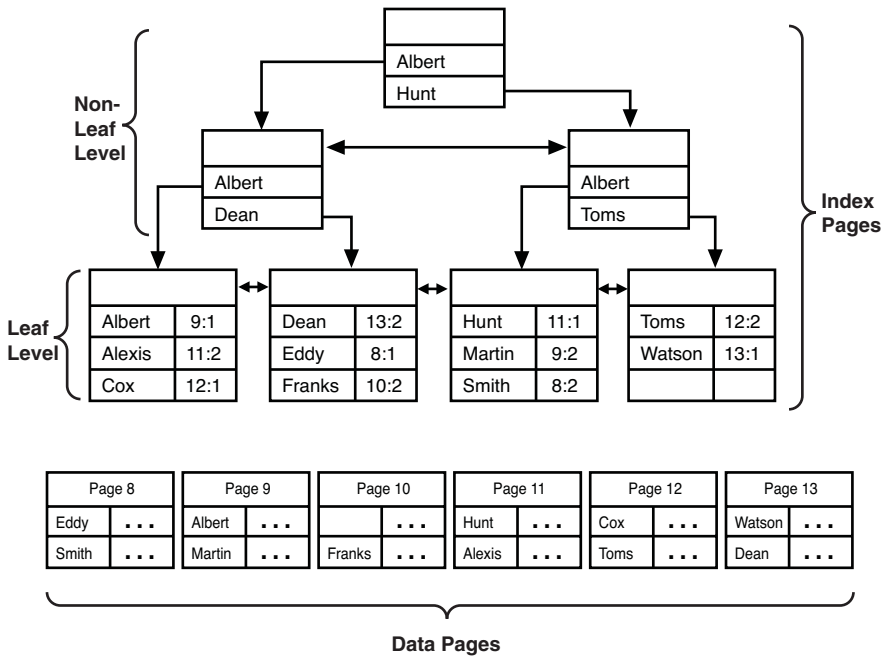 Albert
Hunt
Non-
Leaf
Level
Albert
Dean
Albert
Toms
Index
Pages
Leaf
Level
Albert 9:1
Alexis 11:2
Cox 12:1
Dean 13:2
Eddy 8:1
Franks 10:2
Hunt 11:1
Martin 9:2
Smith 8:2
Toms 12:2
Watson 13:1
Page 8
Eddy ...
Smith ...
Page 9
Albert ...
Martin ...
Page 10
...
Franks ...
Page 11
Hunt ...
Alexis ...
Page 12
Cox ...
Toms ...
Page 13
Watson ...
Dean ...
Data Pages